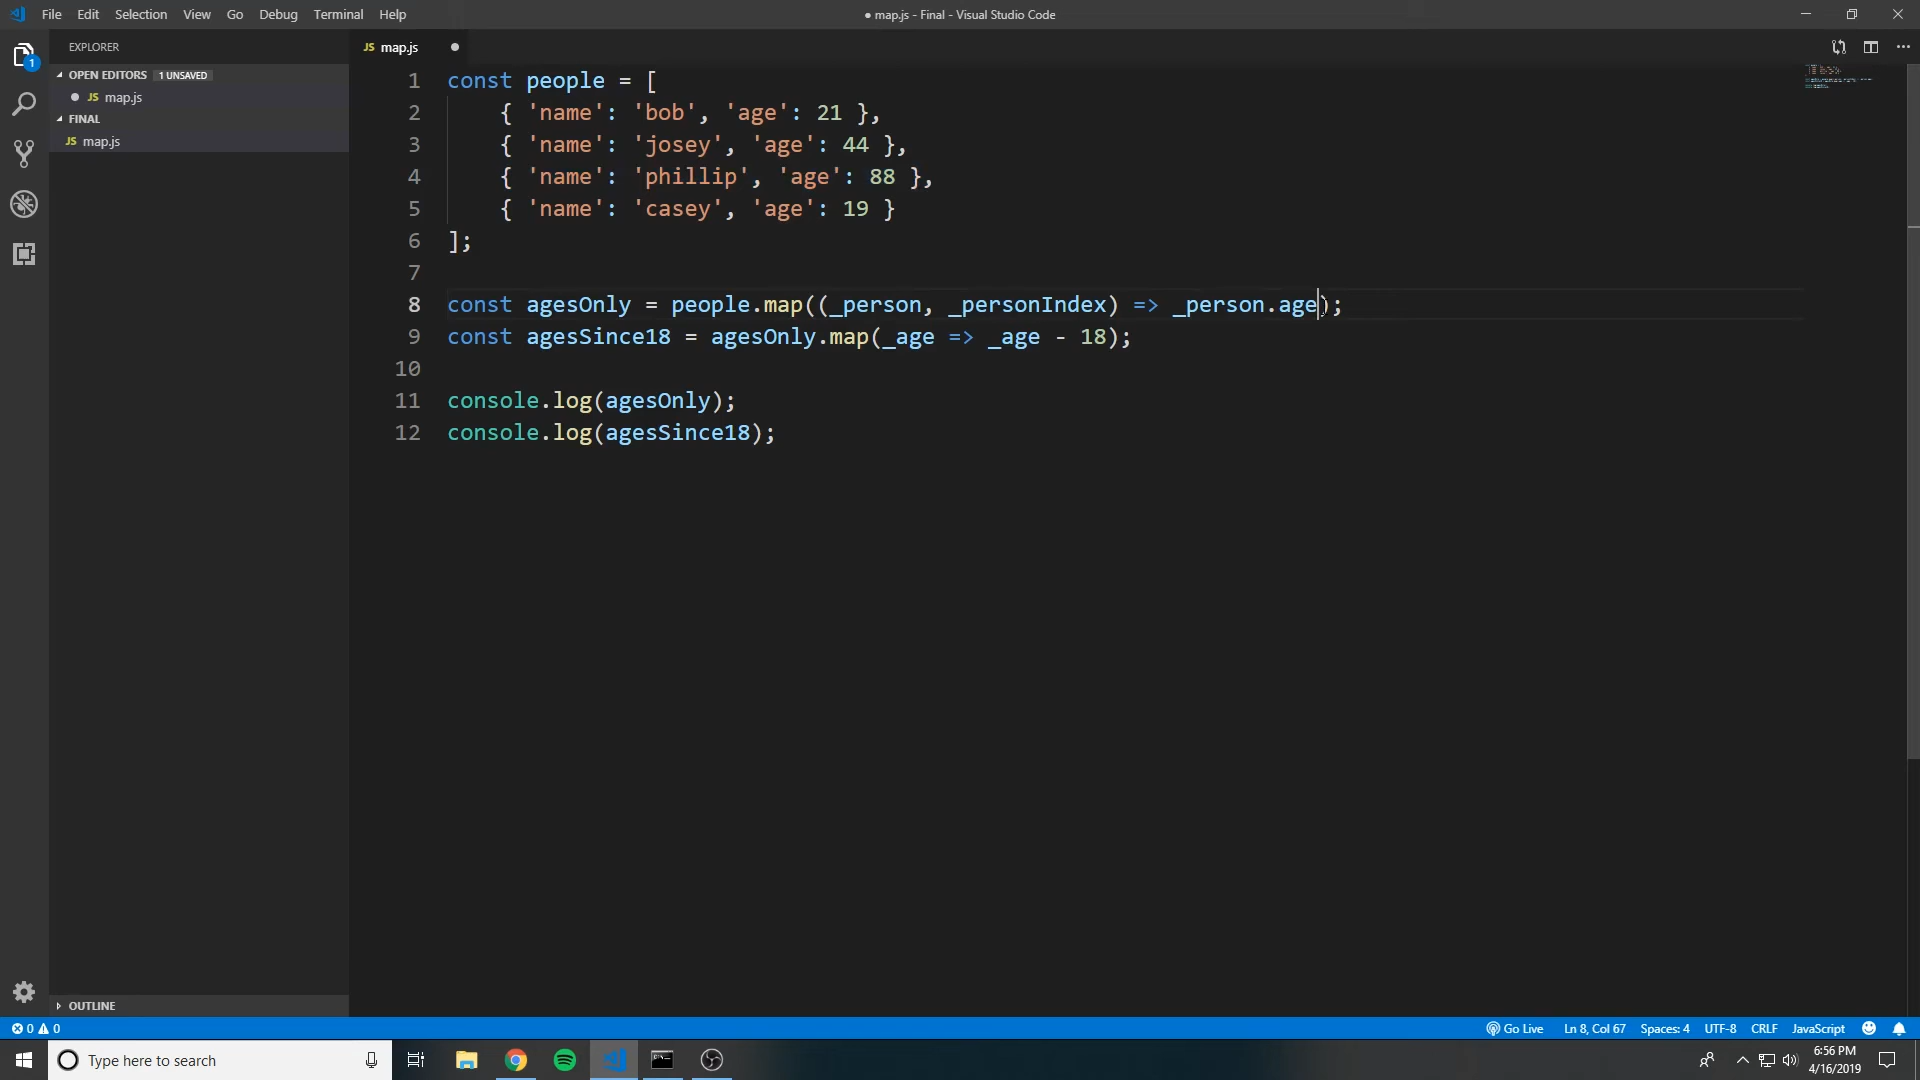 File Edit Selection View Go Debug Terminal Help
● map.js - Final - Visual Studio Code
EXPLORER
OPEN EDITORS 1 UNSAVED
JS map.js
FINAL
JS map.js
OUTLINE
1
JS map.js
1 const people = [
2 { 'name': 'bob', 'age': 21 },
3 { 'name': 'josey', 'age': 44 },
4 { 'name': 'phillip', 'age': 88 },
5 { 'name': 'casey', 'age': 19 }
6 ];
7
8 const agesOnly = people.map((_person, _personIndex) => _person.age);
9 const agesSince18 = agesOnly.map(_age => _age - 18);
10
11 console.log(agesOnly);
12 console.log(agesSince18);
0 0
Go Live Ln 8, Col 67 Spaces: 4 UTF-8 CRLF JavaScript
Type here to search
6:56 PM
4/16/2019